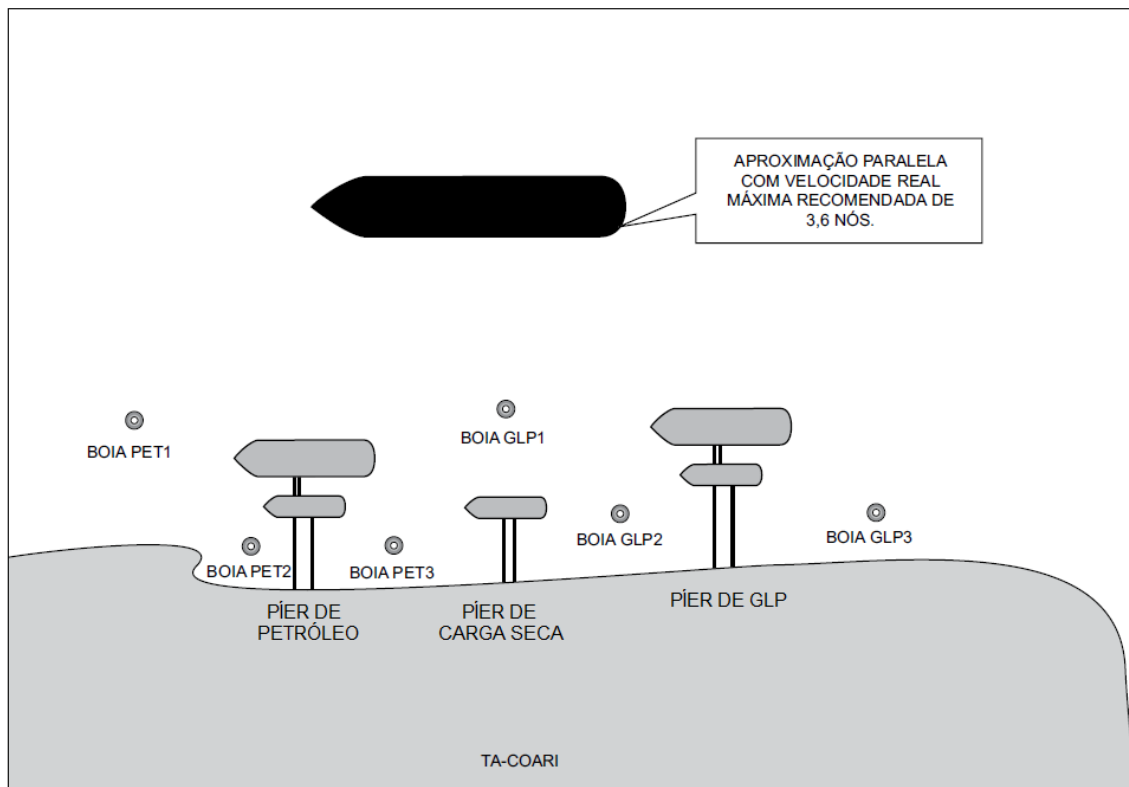 APROXIMAÇÃO PARALELA
COM VELOCIDADE REAL
MÁXIMA RECOMENDADA DE
3,6 NÓS.
BOIA PET1
BOIA GLP1
BOIA GLP2
BOIA GLP3
BOIA PET2
BOIA PET3
PÍER DE
PETRÓLEO
PÍER DE
CARGA SECA
PÍER DE GLP
TA-COARI